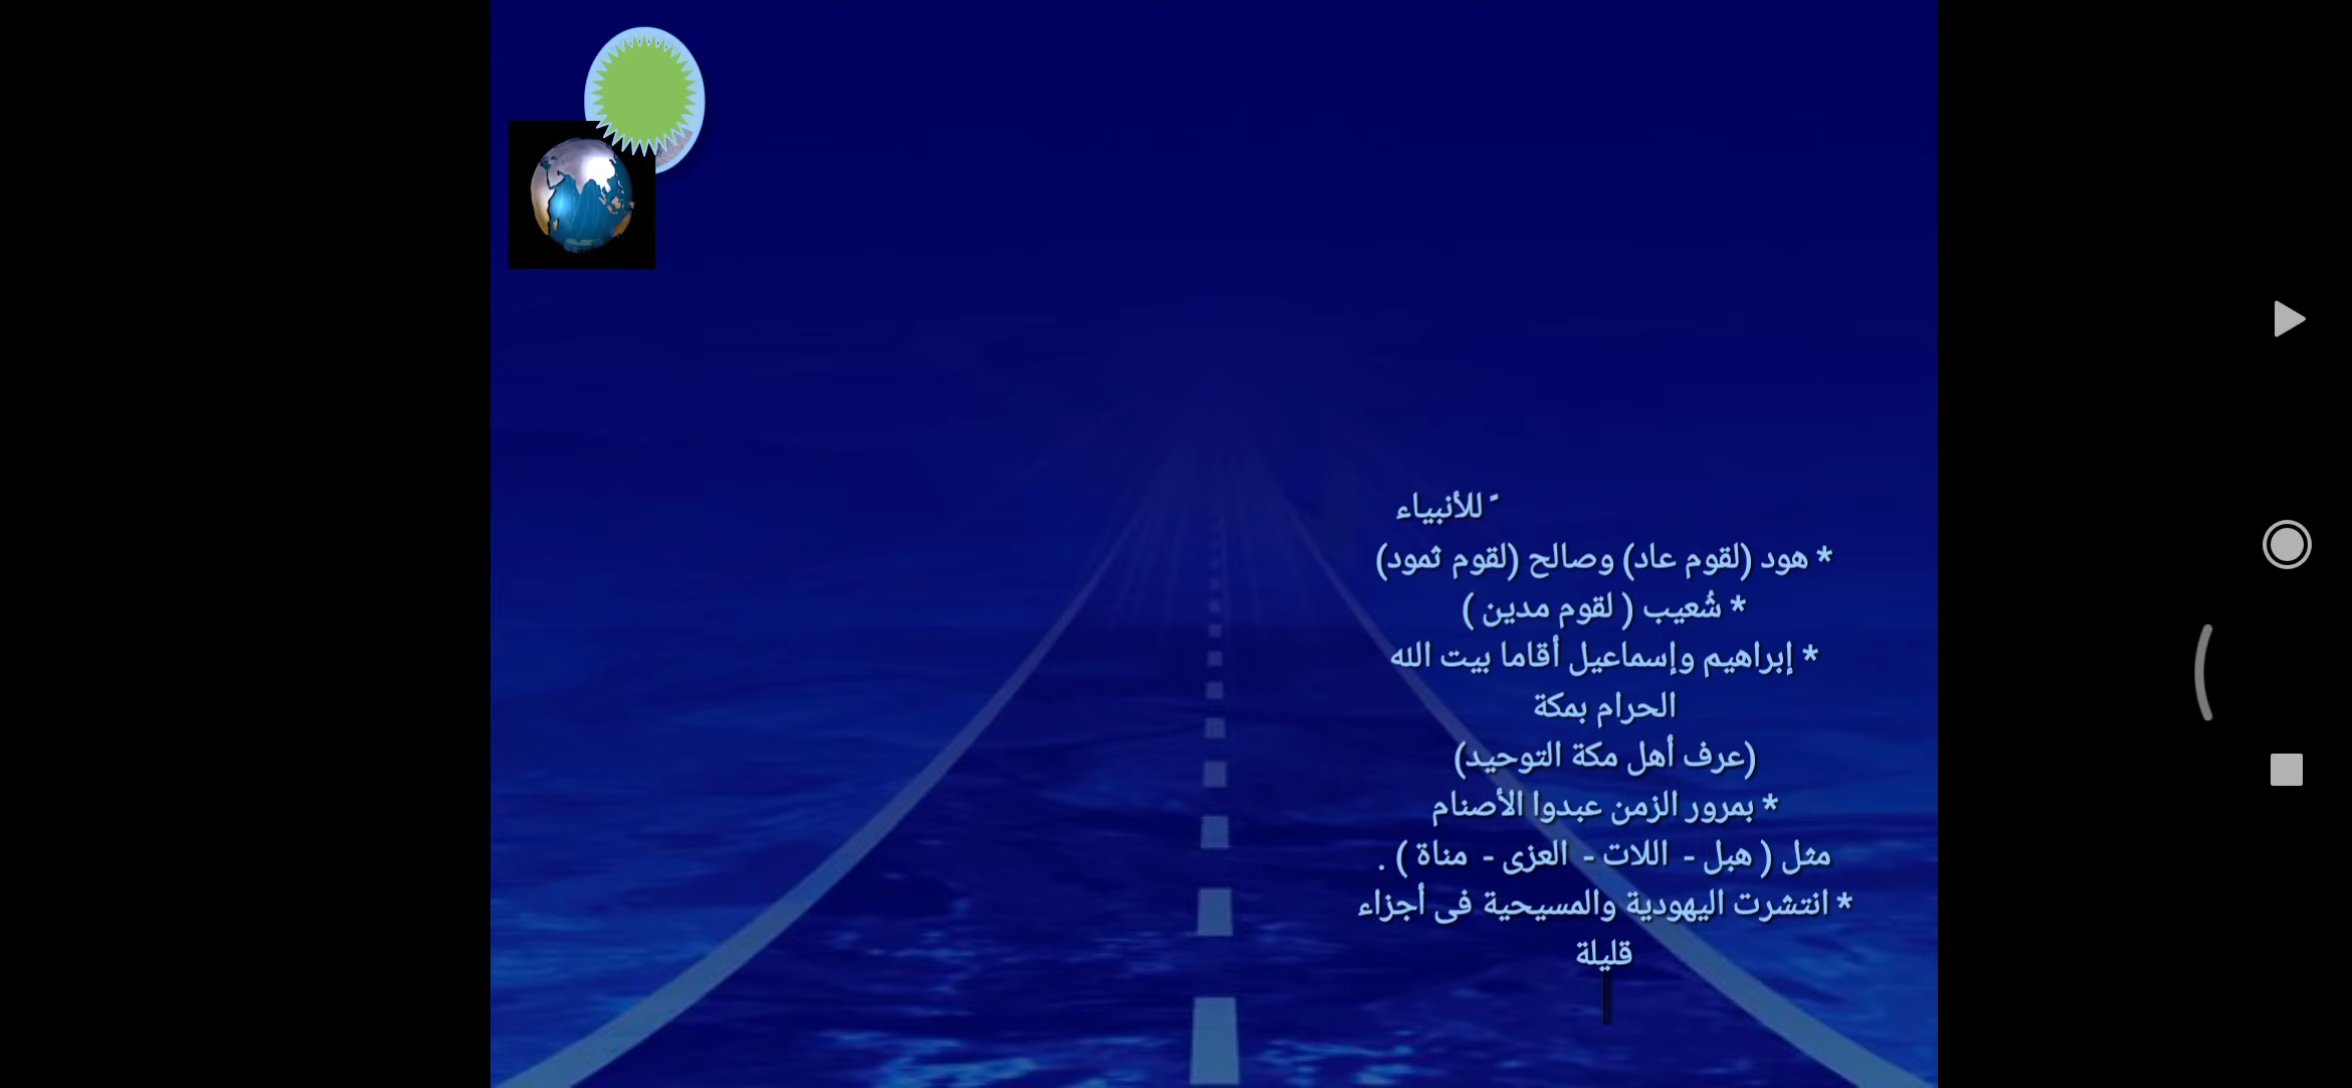 ً للأنبياء
* هود (لقوم عاد) وصالح (لقوم ثمود)
* شُعيب ( لقوم مدين )
* إبراهيم وإسماعيل أقاما بيت الله
الحرام بمكة
(عرف أهل مكة التوحيد)
* بمرور الزمن عبدوا الأصنام
مثل ( هبل - اللات - العزى - مناة ) .
* انتشرت اليهودية والمسيحية فى أجزاء
قليلة